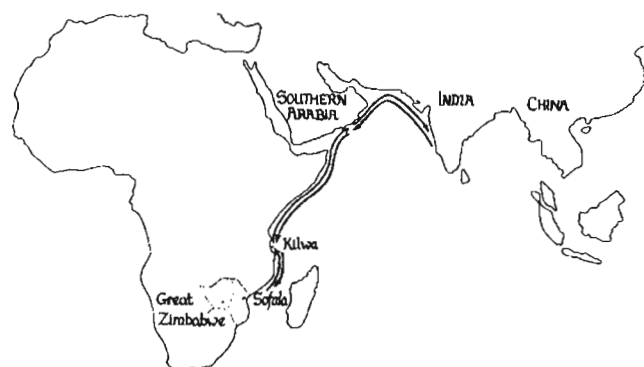 SOUTHERN
ARABIA
INDIA
CHINA
Kilwa
Great
Zimbabwe
Sofala